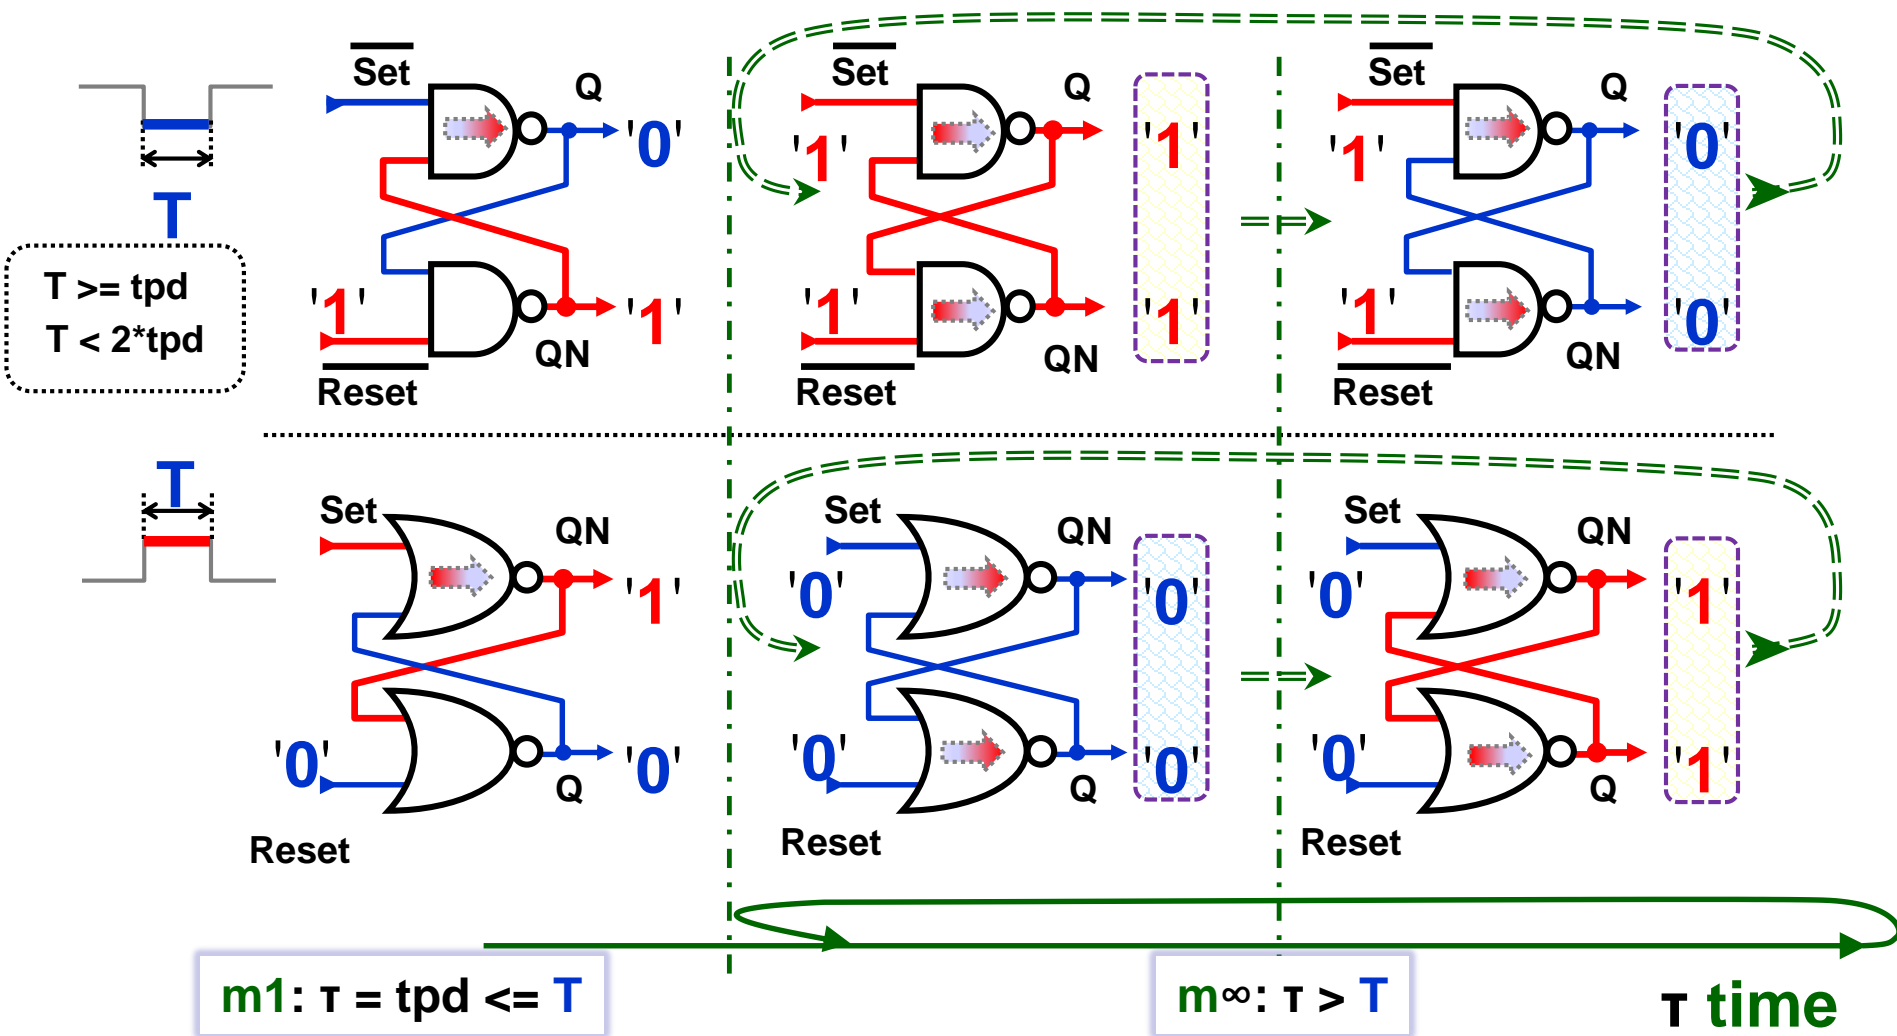 Set
Q
'0'
'1'
'1'
QN
Reset
T
T >= tpd
T < 2*tpd
Set
Q
'1'
'1'
'1'
'1'
QN
Reset
Set
Q
'1'
'0'
'1'
'0'
QN
Reset
T
Set
QN
'1'
'0'
'0'
Q
Reset
Set
QN
'0'
'0'
'0'
'0'
Q
Reset
Set
QN
'0'
'1'
'0'
'1'
Q
Reset
m1: τ = tpd <= T
m∞: τ > T
τ time